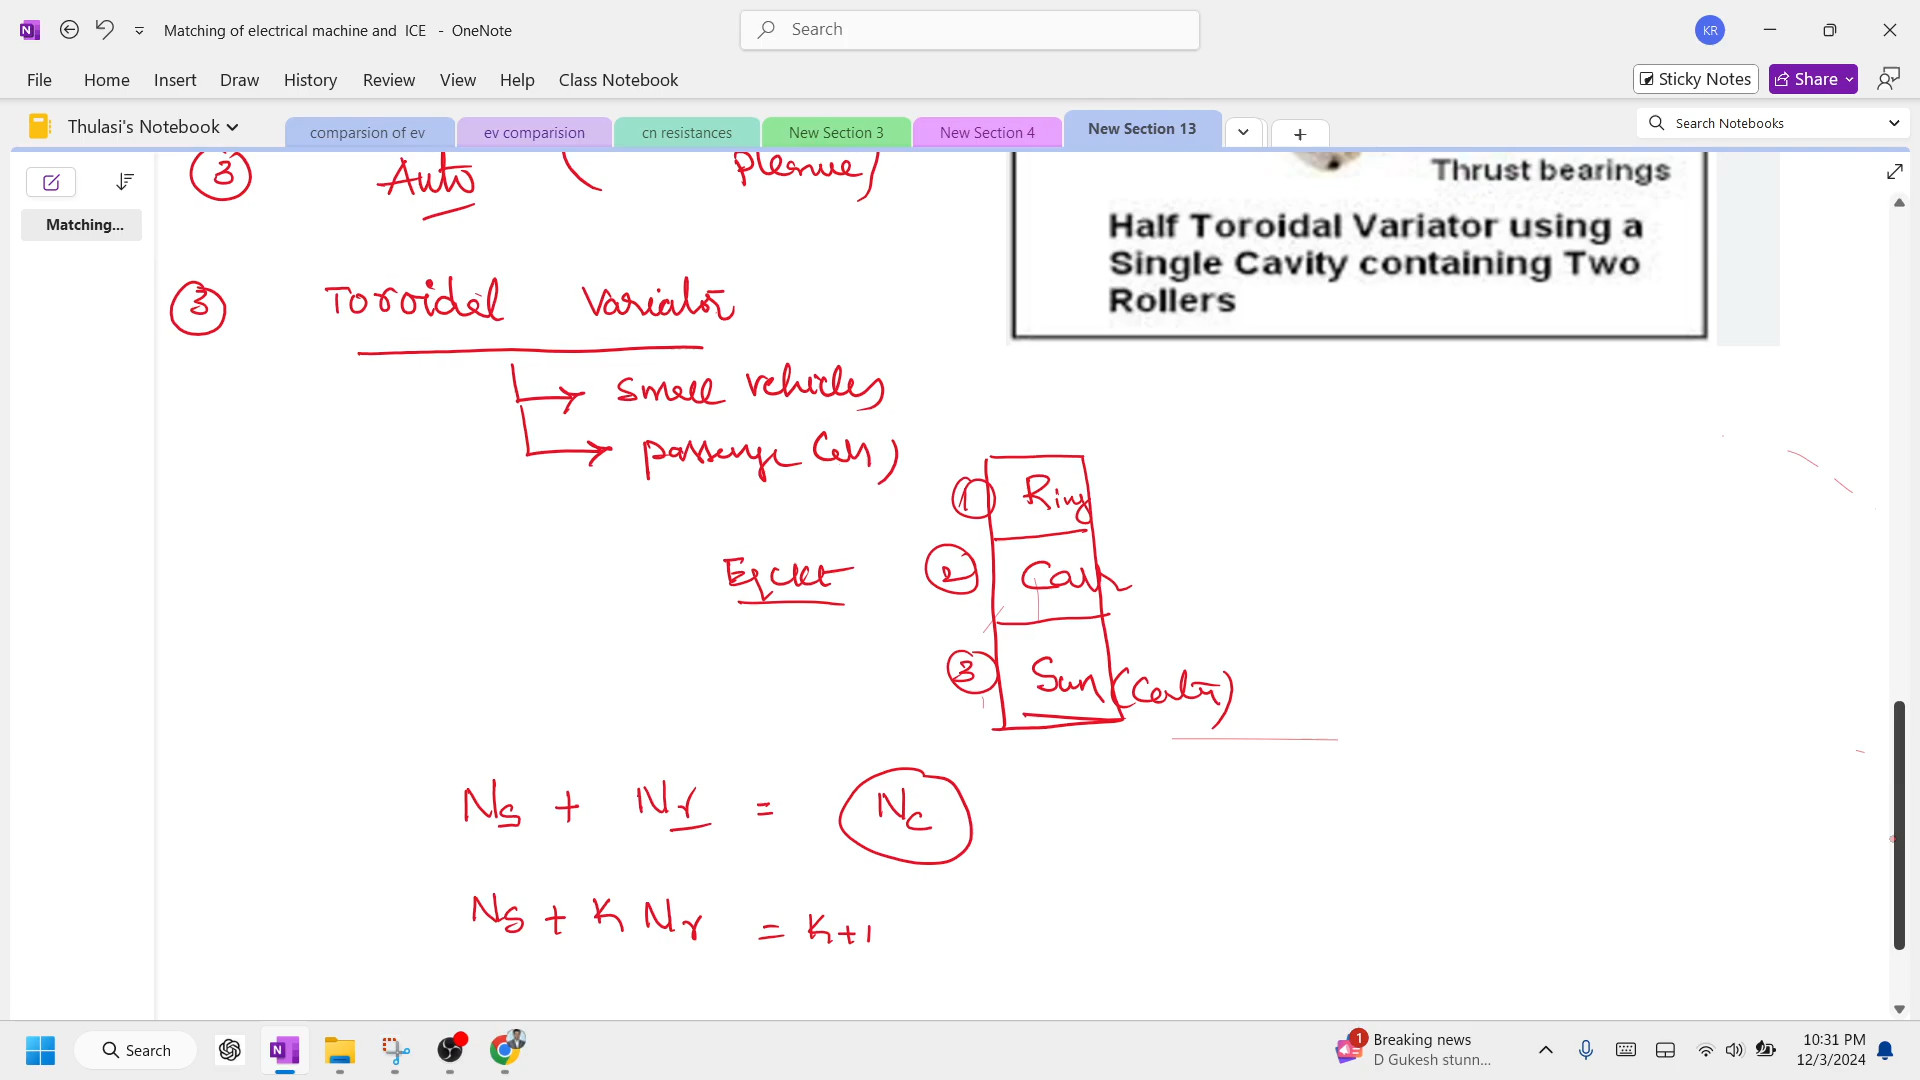 Matching of electrical machine and ICE - OneNote
Search
KR
File Home Insert Draw History Review View Help Class Notebook
Sticky Notes Share
Thulasi's Notebook
comparsion of ev
ev comparision
cn resistances
New Section 3
New Section 4
New Section 13
Search Notebooks
Matching...
3 Auto
Thrust bearings
Half Toroidal Variator using a
Single Cavity containing Two
Rollers
3 Toroidal Variator
small vehicles
passenger Cars)
1 Ring
2
3 Sun
Ns + Nr = Nc
Ns + K Nr = K+1
Search
1
Breaking news
D Gukesh stunn...
10:31 PM
12/3/2024